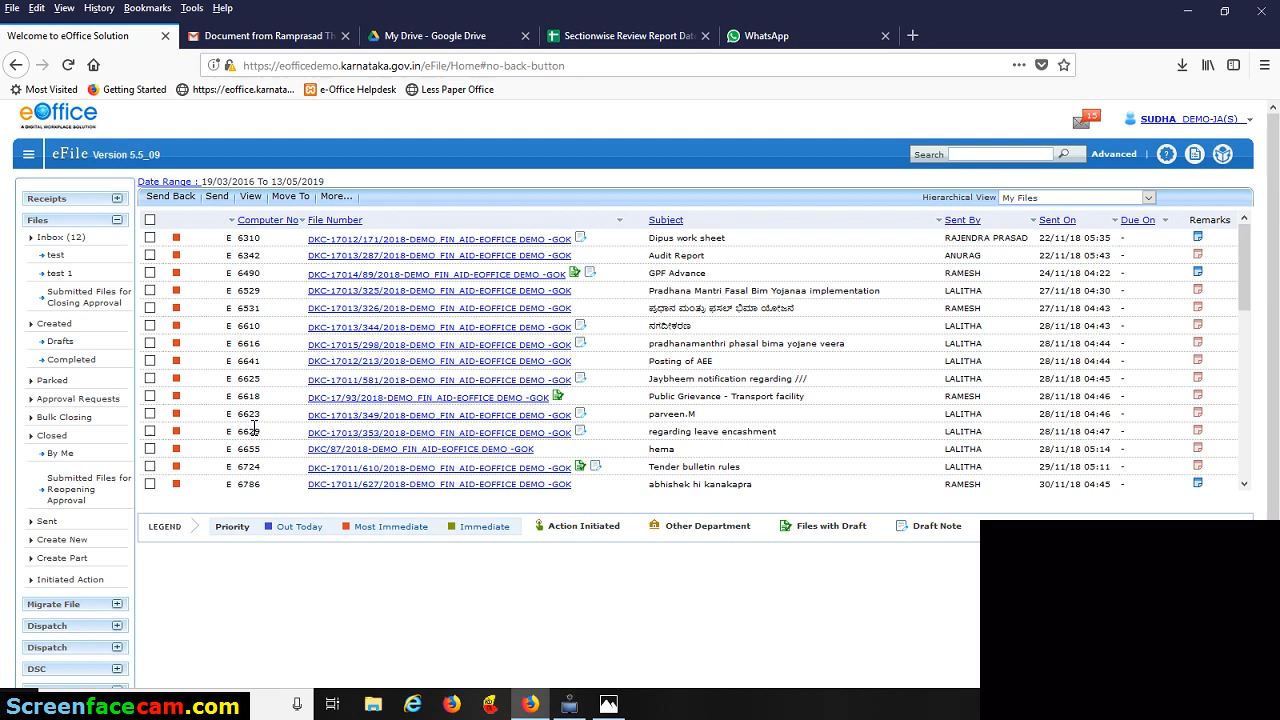 File Edit View History Bookmarks Tools Help
Welcome to eOffice Solution
Document from Ramprasad Th
My Drive - Google Drive
Sectionwise Review Report Dat
WhatsApp
https://eofficedemo.karnataka.gov.in/eFile/Home#no-back-button
Most Visited Getting Started https://eoffice.karnata... e-Office Helpdesk Less Paper Office
eOffice
A DIGITAL WORKPLACE SOLUTION
15
SUDHA DEMO-JA(S)
eFile Version 5.5_09
Search Advanced
Date Range : 19/03/2016 To 13/05/2019
Send Back Send View Move To More...
Hierarchical View My Files
Receipts
Files
Inbox (12)
test
test 1
Submitted Files for
Closing Approval
Created
Drafts
Completed
Parked
Approval Requests
Bulk Closing
Closed
By Me
Submitted Files for
Reopening
Approval
Sent
Create New
Create Part
Initiated Action
Migrate File
Dispatch
Dispatch
DSC
Computer No File Number Subject Sent By Sent On Due On Remarks
E 6310 DKC-17012/171/2018-DEMO_FIN_AID-EOFFICE DEMO -GOK Dipus work sheet RAJENDRA PRASAD 22/11/18 05:35 -
E 6342 DKC-17013/287/2018-DEMO_FIN_AID-EOFFICE DEMO -GOK Audit Report ANURAG 22/11/18 05:43 -
E 6490 DKC-17014/89/2018-DEMO_FIN_AID-EOFFICE DEMO -GOK GPF Advance RAMESH 24/11/18 04:22 -
E 6529 DKC-17013/325/2018-DEMO_FIN_AID-EOFFICE DEMO -GOK Pradhana Mantri Fasal Bim Yojanaa implementation LALITHA 27/11/18 04:30 -
E 6531 DKC-17013/326/2018-DEMO_FIN_AID-EOFFICE DEMO -GOK ಪ್ರಧಾನ ಮಂತ್ರಿ ಫಸಲ್ ಭಿಮಾ ಯೋಜನೆ RAMESH 27/11/18 04:51 -
E 6610 DKC-17013/344/2018-DEMO_FIN_AID-EOFFICE DEMO -GOK ನಗದೀಕರಣ LALITHA 28/11/18 04:43 -
E 6616 DKC-17015/298/2018-DEMO_FIN_AID-EOFFICE DEMO -GOK pradhanamanthri phasal bima yojane veera LALITHA 28/11/18 04:44 -
E 6641 DKC-17012/213/2018-DEMO_FIN_AID-EOFFICE DEMO -GOK Posting of AEE LALITHA 28/11/18 04:44 -
E 6625 DKC-17011/581/2018-DEMO_FIN_AID-EOFFICE DEMO -GOK Jaybheem notification regarding /// LALITHA 28/11/18 04:45 -
E 6618 DKC-17/93/2018-DEMO_FIN_AID-EOFFICE DEMO -GOK Public Grievance - Transport facility RAMESH 28/11/18 04:45 -
E 6623 DKC-17013/349/2018-DEMO_FIN_AID-EOFFICE DEMO -GOK parveen.M LALITHA 28/11/18 04:46 -
E DKC-17013/353/2018-DEMO_FIN_AID-EOFFICE DEMO -GOK regarding leave encashment LALITHA 28/11/18 04:47 -
E 6655 DKC/87/2018-DEMO_FIN_AID-EOFFICE DEMO -GOK hema LALITHA 28/11/18 05:14 -
E 6724 DKC-17011/610/2018-DEMO_FIN_AID-EOFFICE DEMO -GOK Tender bulletin rules LALITHA 29/11/18 05:11 -
E 6786 DKC-17011/627/2018-DEMO_FIN_AID-EOFFICE DEMO -GOK abhishek hi kanakapra RAMESH 30/11/18 04:45 -
LEGEND Priority Out Today Most Immediate Immediate Action Initiated Other Department Files with Draft Draft Note
Screenfacecam.com